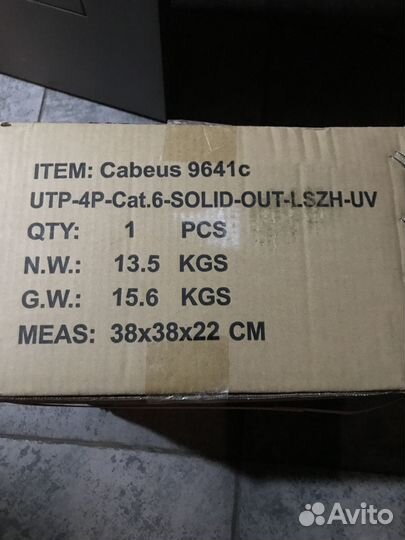 ITEM: Cabeus 9641c
UTP-4P-Cat.6-SOLID-OUT-LSZH-UV
QTY: 1 PCS
N.W.: 13.5 KGS
G.W.: 15.6 KGS
MEAS: 38x38x22 CM
Avito